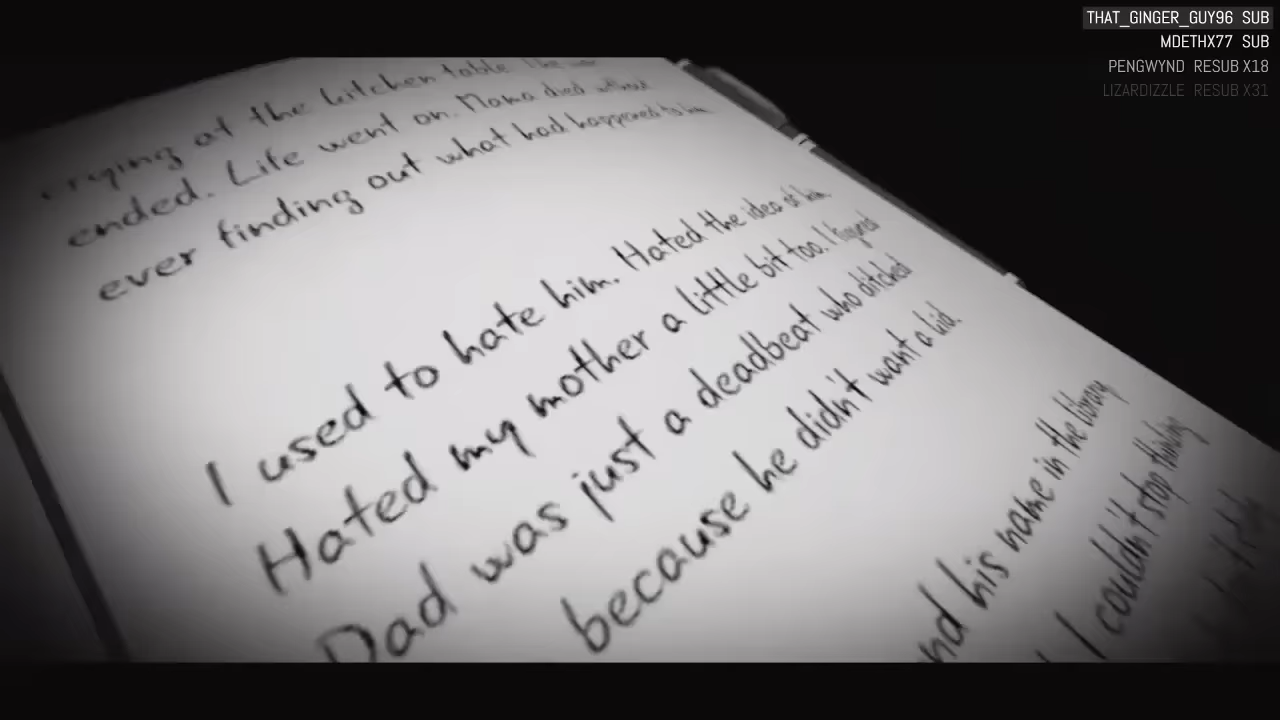 THAT_GINGER_GUY96 SUB
MDETHX77 SUB
PENGWYND RESUB X18
LIZARDIZZLE RESUB X31
crying at the kitchen table. The war
ended. Life went on. Mama died without
ever finding out what had happened to him.
I used to hate him. Hated the idea of him.
Hated my mother a little bit too. I figured
Dad was just a deadbeat who ditched
because he didn't want a kid.
his name in the library
I couldn't stop thinking